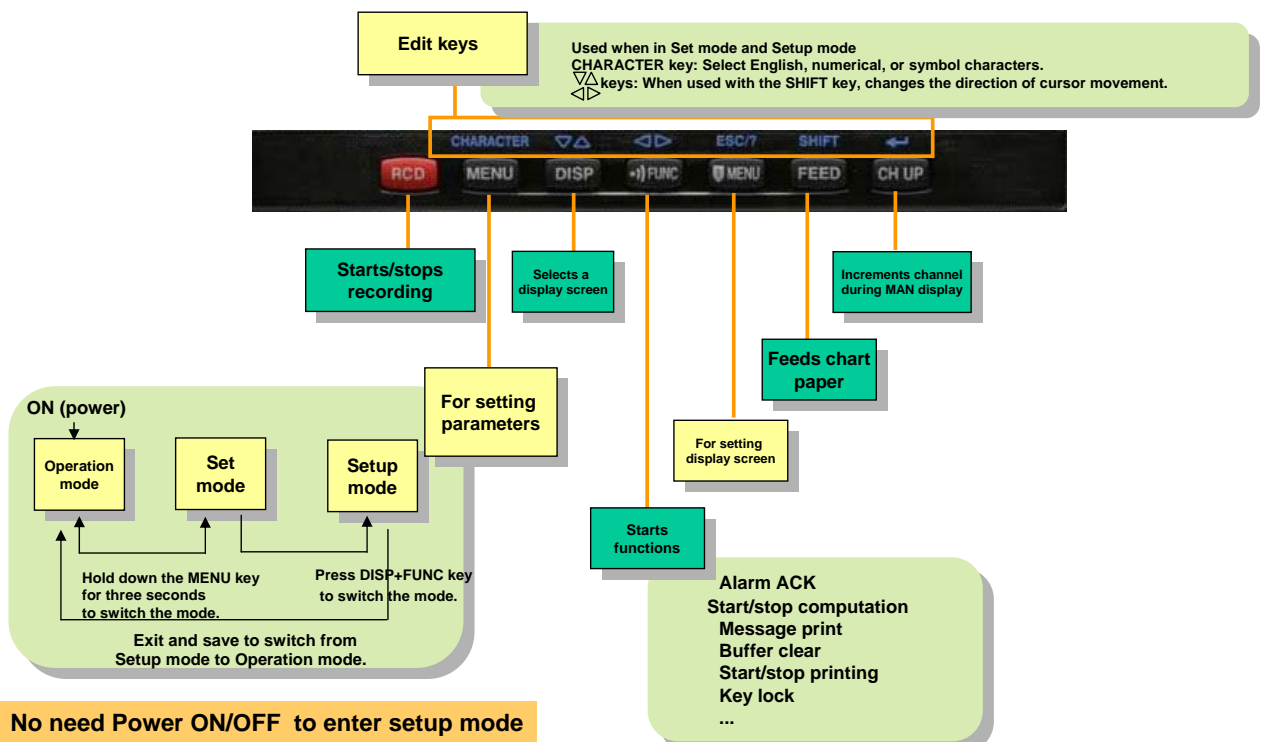 Edit keys
Used when in Set mode and Setup mode
CHARACTER key: Select English, numerical, or symbol characters.
▽△
◁▷ keys: When used with the SHIFT key, changes the direction of cursor movement.
CHARACTER ▽△ ◁▷ ESC/? SHIFT ↵
RCD MENU DISP •)) FUNC MENU FEED CH UP
Starts/stops
recording
Selects a
display screen
Increments channel
during MAN display
Feeds chart
paper
For setting
parameters
For setting
display screen
Starts
functions
ON (power)
Operation
mode
Set
mode
Setup
mode
Hold down the MENU key
for three seconds
to switch the mode.
Press DISP+FUNC key
to switch the mode.
Exit and save to switch from
Setup mode to Operation mode.
Alarm ACK
Start/stop computation
Message print
Buffer clear
Start/stop printing
Key lock
...
No need Power ON/OFF to enter setup mode